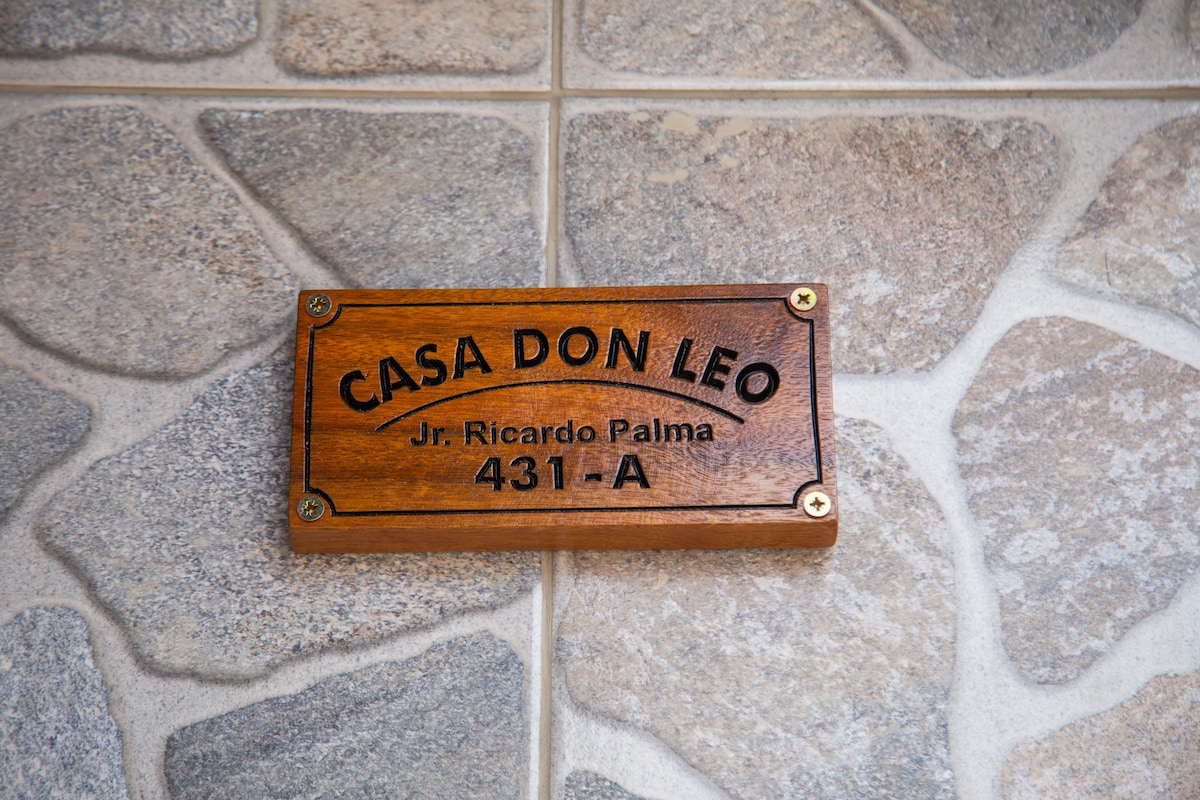 CASA DON LEO
Jr. Ricardo Palma
431 - A